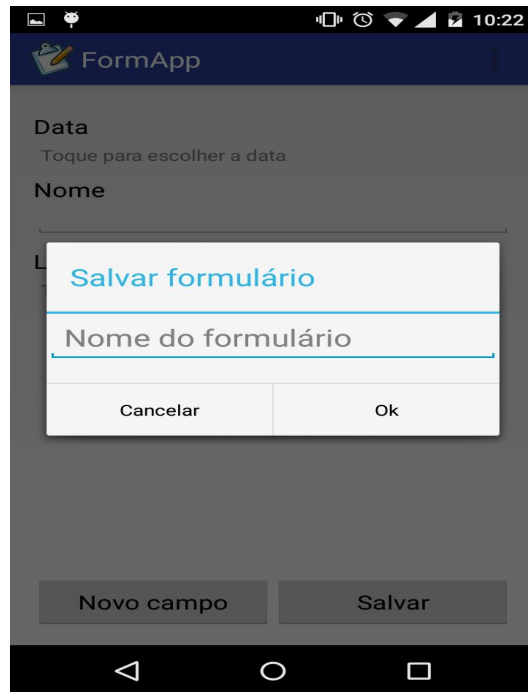 10:22
FormApp
Data
Toque para escolher a data
Nome
L
Salvar formulário
Nome do formulário
Cancelar Ok
Novo campo Salvar